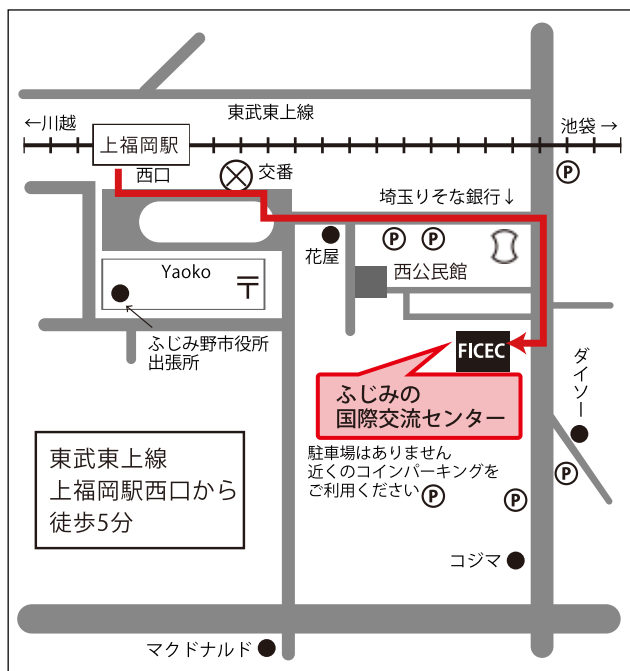 東武東上線
←川越
池袋→
上福岡駅
西口
交番
P
埼玉りそな銀行↓
花屋
P
P
西公民館
Yaoko
〒
ふじみ野市役所
出張所
FICEC
ダイソー
ふじみの
国際交流センター
駐車場はありません
近くのコインパーキングを
ご利用ください
P
P
P
東武東上線
上福岡駅西口から
徒歩5分
コジマ
マクドナルド